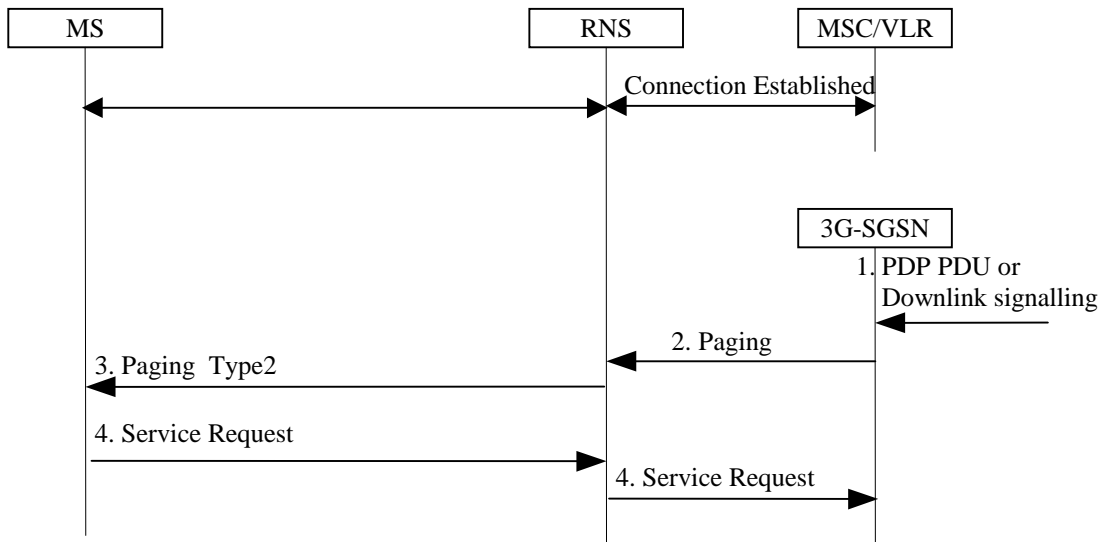 MS
RNS
MSC/VLR
Connection Established
3G-SGSN
1. PDP PDU or
Downlink signalling
2. Paging
3. Paging Type2
4. Service Request
4. Service Request